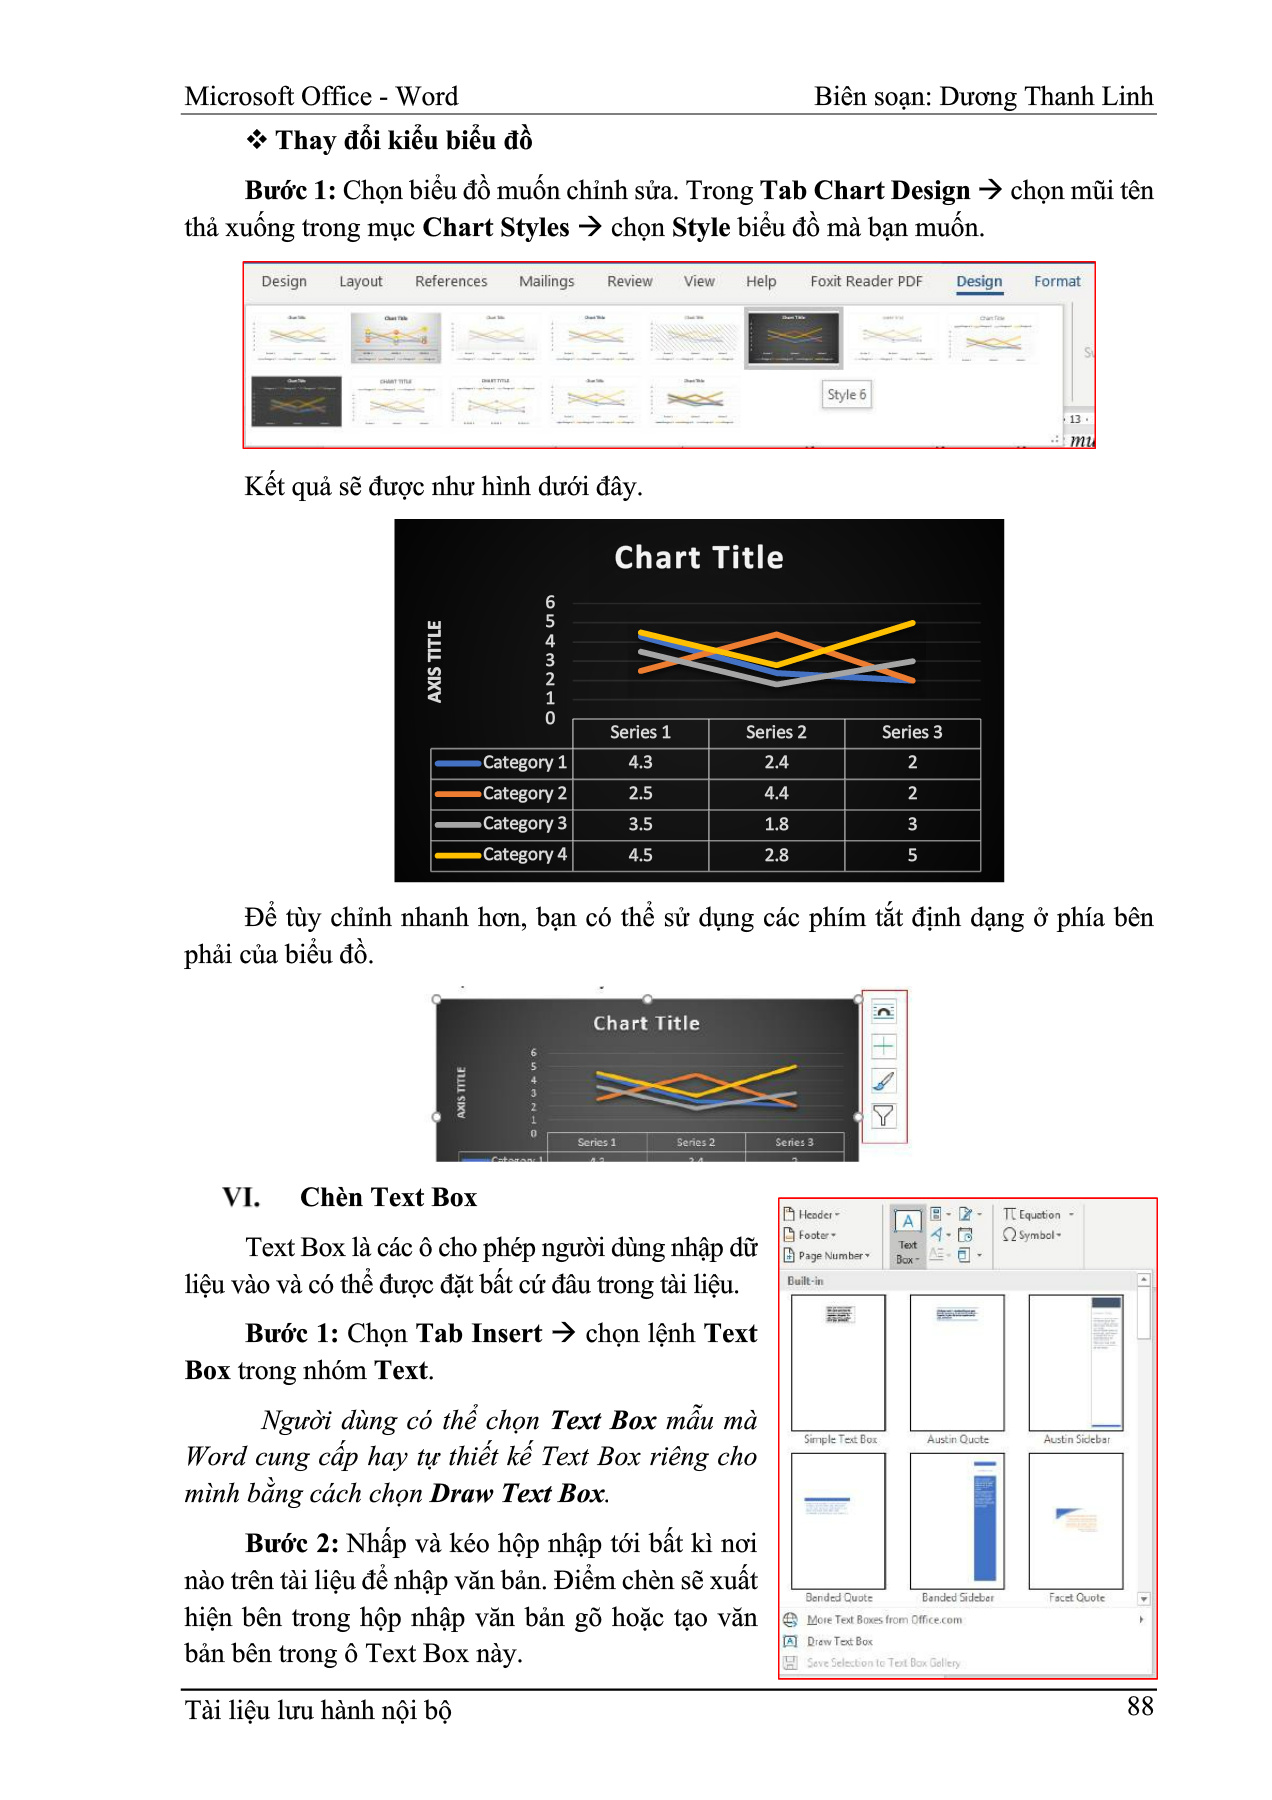 Microsoft Office - Word
Biên soạn: Dương Thanh Linh
❖ Thay đổi kiểu biểu đồ
Bước 1: Chọn biểu đồ muốn chỉnh sửa. Trong Tab Chart Design → chọn mũi tên
thả xuống trong mục Chart Styles → chọn Style biểu đồ mà bạn muốn.
Design Layout References Mailings Review View Help Foxit Reader PDF Design Format
Style 6
13
Kết quả sẽ được như hình dưới đây.
Chart Title
AXIS TITLE
6
5
4
3
2
1
0
Series 1 Series 2 Series 3
Category 1 4.3 2.4 2
Category 2 2.5 4.4 2
Category 3 3.5 1.8 3
Category 4 4.5 2.8 5
Để tùy chỉnh nhanh hơn, bạn có thể sử dụng các phím tắt định dạng ở phía bên
phải của biểu đồ.
Chart Title
AXIS TITLE
6
5
4
3
2
1
0
Series 1 Series 2 Series 3
VI. Chèn Text Box
Text Box là các ô cho phép người dùng nhập dữ
liệu vào và có thể được đặt bất cứ đâu trong tài liệu.
Bước 1: Chọn Tab Insert → chọn lệnh Text
Box trong nhóm Text.
Người dùng có thể chọn Text Box mẫu mà
Word cung cấp hay tự thiết kế Text Box riêng cho
mình bằng cách chọn Draw Text Box.
Bước 2: Nhấp và kéo hộp nhập tới bất kì nơi
nào trên tài liệu để nhập văn bản. Điểm chèn sẽ xuất
hiện bên trong hộp nhập văn bản gõ hoặc tạo văn
bản bên trong ô Text Box này.
Header
Footer
Page Number
Text
Box
Equation
Symbol
Built-in
Simple Text Box Austin Quote Austin Sidebar
Banded Quote Banded Sidebar Facet Quote
More Text Boxes from Office.com
Draw Text Box
Save Selection to Text Box Gallery
Tài liệu lưu hành nội bộ
88